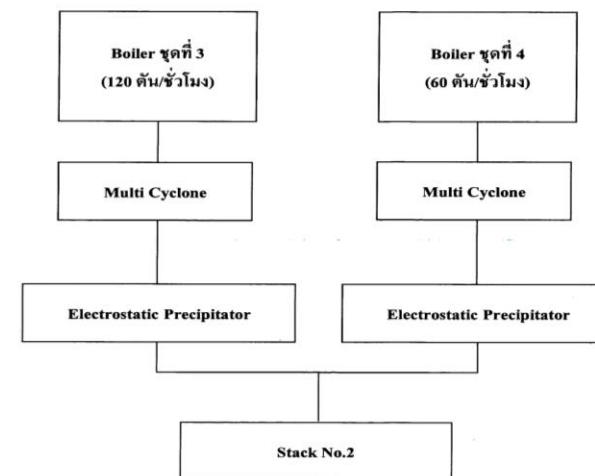 Boiler ชุดที่ 3
(120 ตัน/ชั่วโมง)
Boiler ชุดที่ 4
(60 ตัน/ชั่วโมง)
Multi Cyclone
Multi Cyclone
Electrostatic Precipitator
Electrostatic Precipitator
Stack No.2